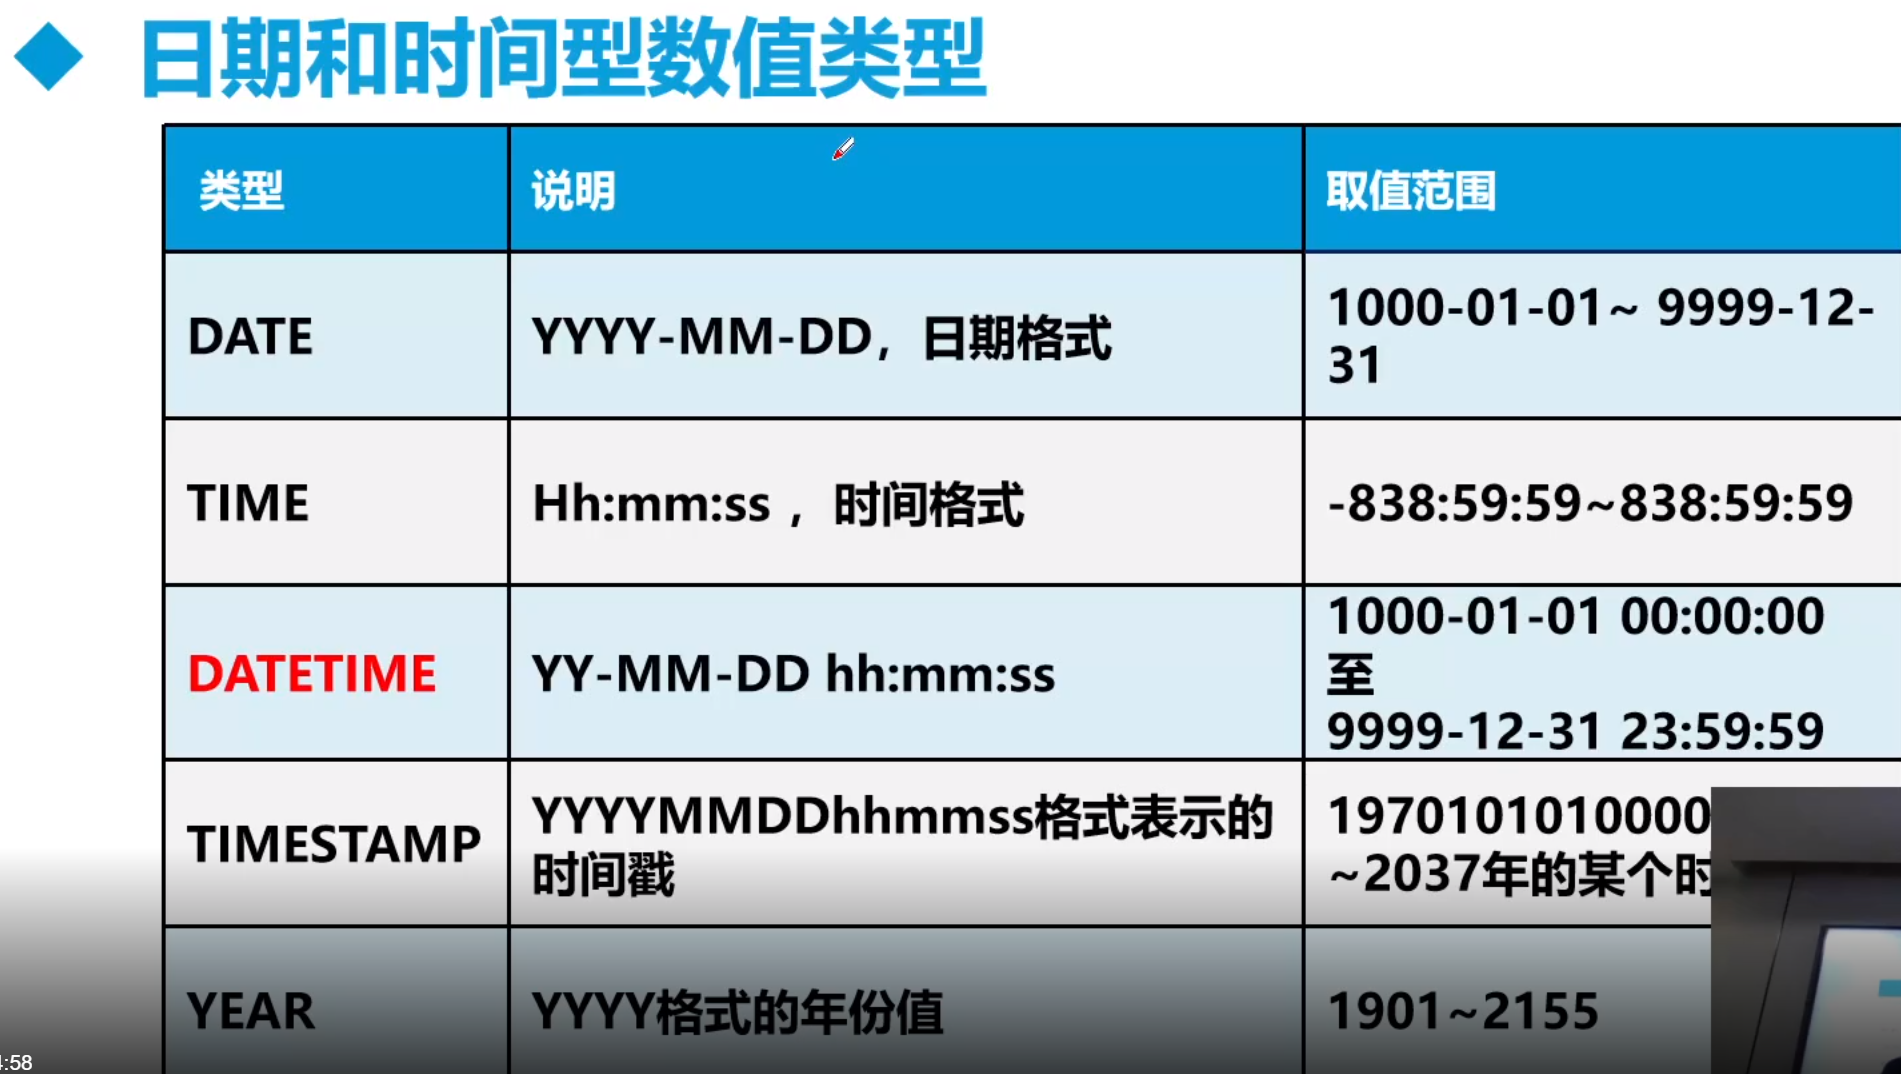 日期和时间型数值类型
类型 说明 取值范围
DATE YYYY-MM-DD，日期格式 1000-01-01~ 9999-12-
31
TIME Hh:mm:ss ，时间格式 -838:59:59~838:59:59
DATETIME YY-MM-DD hh:mm:ss 1000-01-01 00:00:00
至
9999-12-31 23:59:59
TIMESTAMP YYYYMMDDhhmmss格式表示的 1970101010000
时间戳 ~2037年的某个时
YEAR YYYY格式的年份值 1901~2155
:58